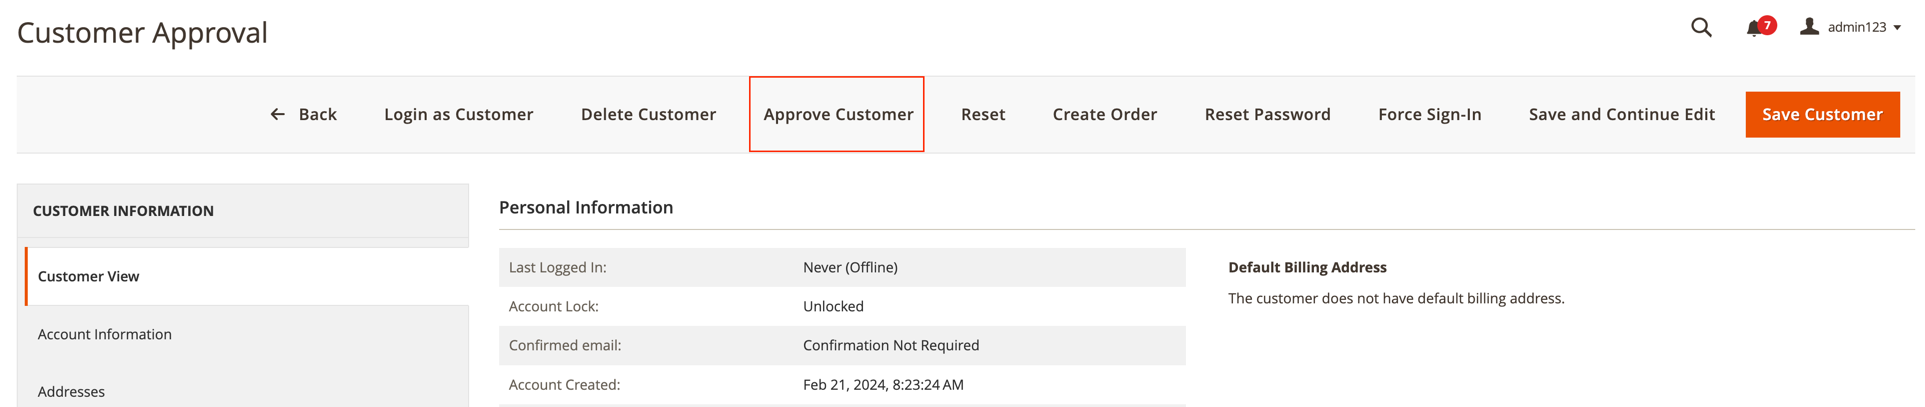 Customer Approval
7
admin123
Back
Login as Customer
Delete Customer
Approve Customer
Reset
Create Order
Reset Password
Force Sign-In
Save and Continue Edit
Save Customer
CUSTOMER INFORMATION
Customer View
Account Information
Addresses
Personal Information
Last Logged In: Never (Offline)
Account Lock: Unlocked
Confirmed email: Confirmation Not Required
Account Created: Feb 21, 2024, 8:23:24 AM
Default Billing Address
The customer does not have default billing address.